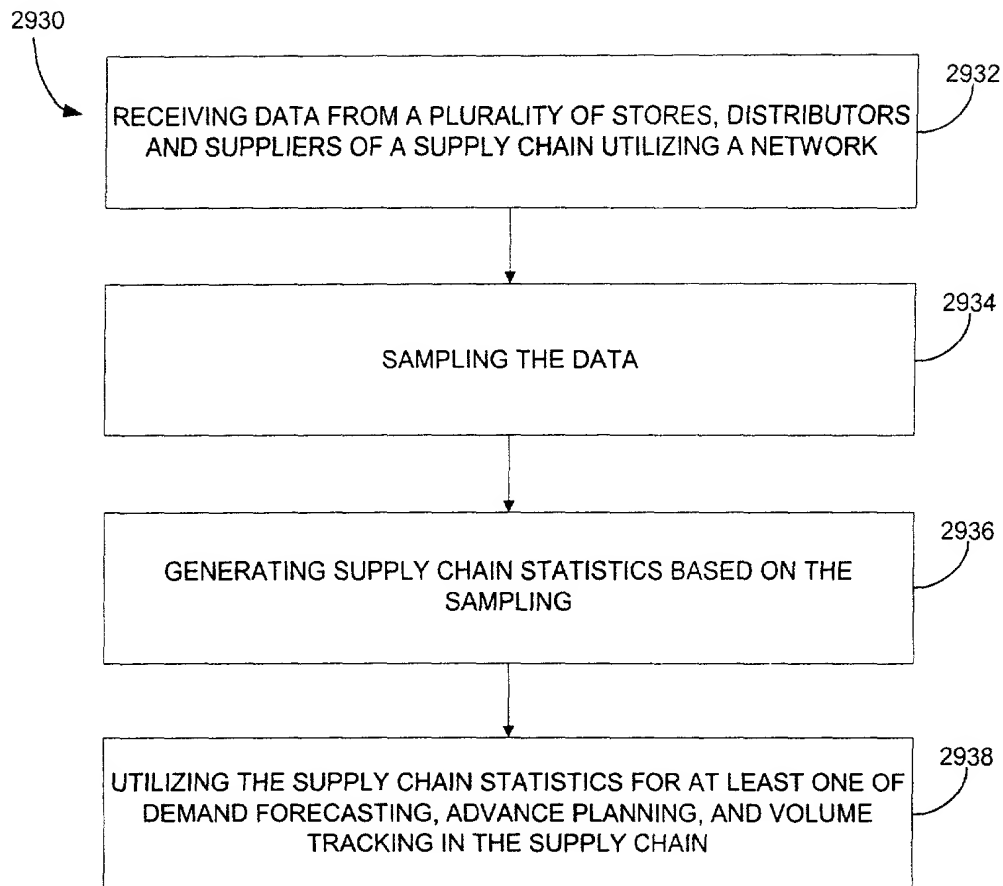 2930
2932
RECEIVING DATA FROM A PLURALITY OF STORES, DISTRIBUTORS
AND SUPPLIERS OF A SUPPLY CHAIN UTILIZING A NETWORK
2934
SAMPLING THE DATA
2936
GENERATING SUPPLY CHAIN STATISTICS BASED ON THE
SAMPLING
2938
UTILIZING THE SUPPLY CHAIN STATISTICS FOR AT LEAST ONE OF
DEMAND FORECASTING, ADVANCE PLANNING, AND VOLUME
TRACKING IN THE SUPPLY CHAIN